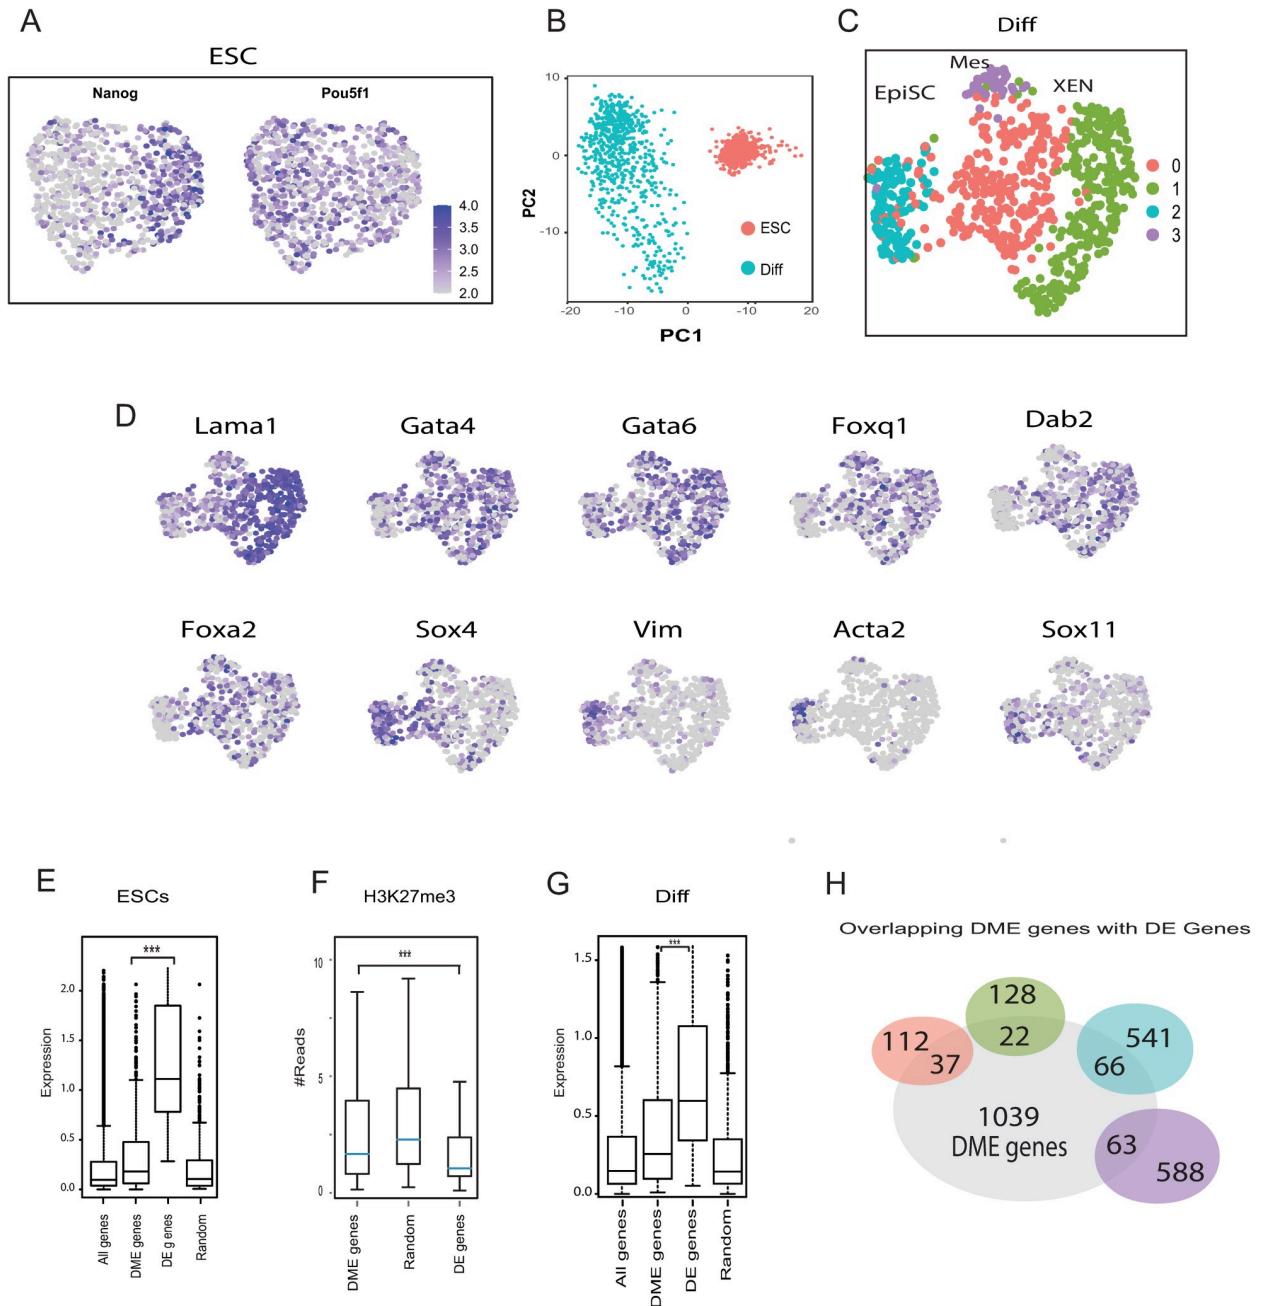 A
ESC
Nanog
Pou5f1
4.0
3.5
3.0
2.5
2.0
B
10
0
-10
PC2
ESC
Diff
-20
-10
0
-10
20
PC1
C
Diff
Mes
EpiSC
XEN
0
1
2
3
D
Lama1
Gata4
Gata6
Foxq1
Dab2
Foxa2
Sox4
Vim
Acta2
Sox11
E
ESCs
***
2.0
1.5
1.0
0.5
0.0
Expression
All genes
DME genes
DE g enes
Random
F
H3K27me3
***
10
5
0
#Reads
DME genes
Random
DE genes
G
Diff
***
1.5
1.0
0.5
0.0
Expression
All genes
DME genes
DE genes
Random
H
Overlapping DME genes with DE Genes
128
22
112
37
541
66
1039
DME genes
63
588